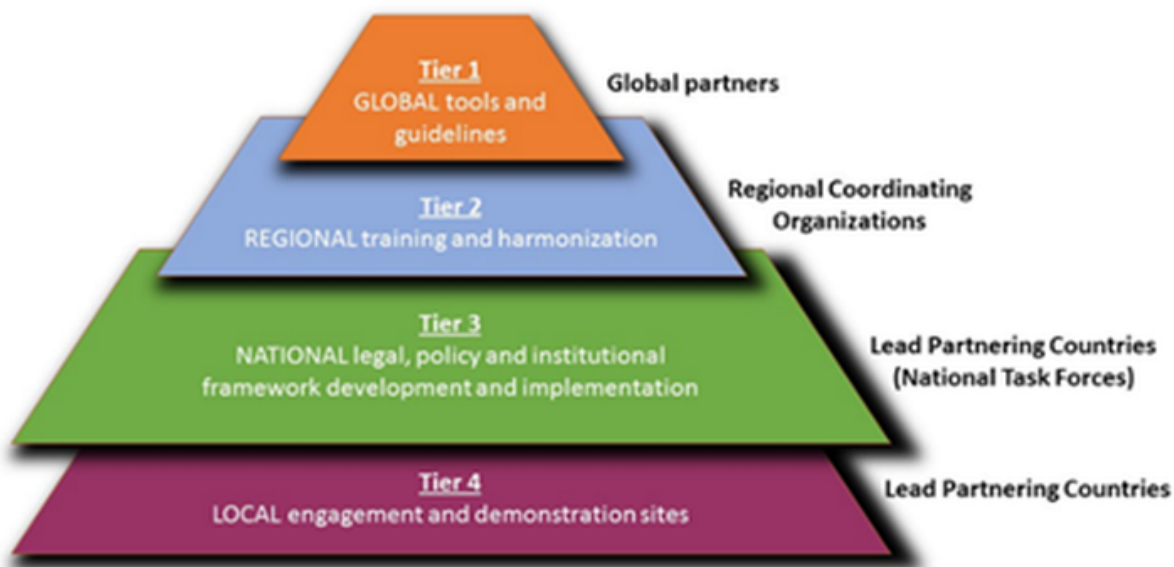 Tier 1
GLOBAL tools and
guidelines
Global partners
Tier 2
REGIONAL training and harmonization
Regional Coordinating
Organizations
Tier 3
NATIONAL legal, policy and institutional
framework development and implementation
Lead Partnering Countries
(National Task Forces)
Tier 4
LOCAL engagement and demonstration sites
Lead Partnering Countries